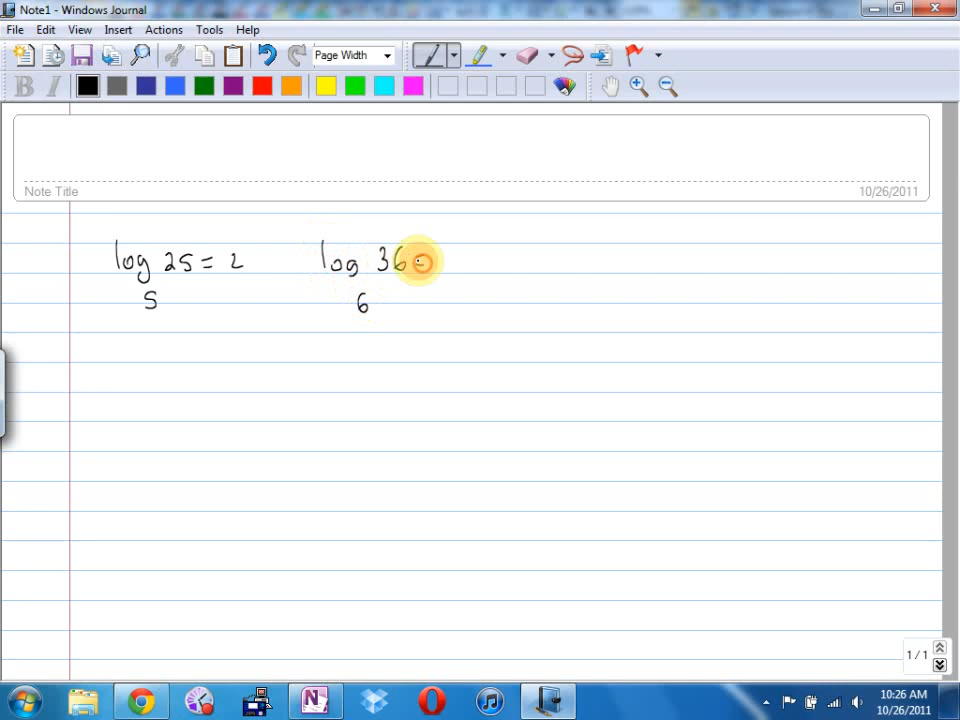 Note1 - Windows Journal
File Edit View Insert Actions Tools Help
Page Width
B I
Note Title 10/26/2011
log 25 = 2 log 36 =
5 6
1 / 1
10:26 AM
10/26/2011